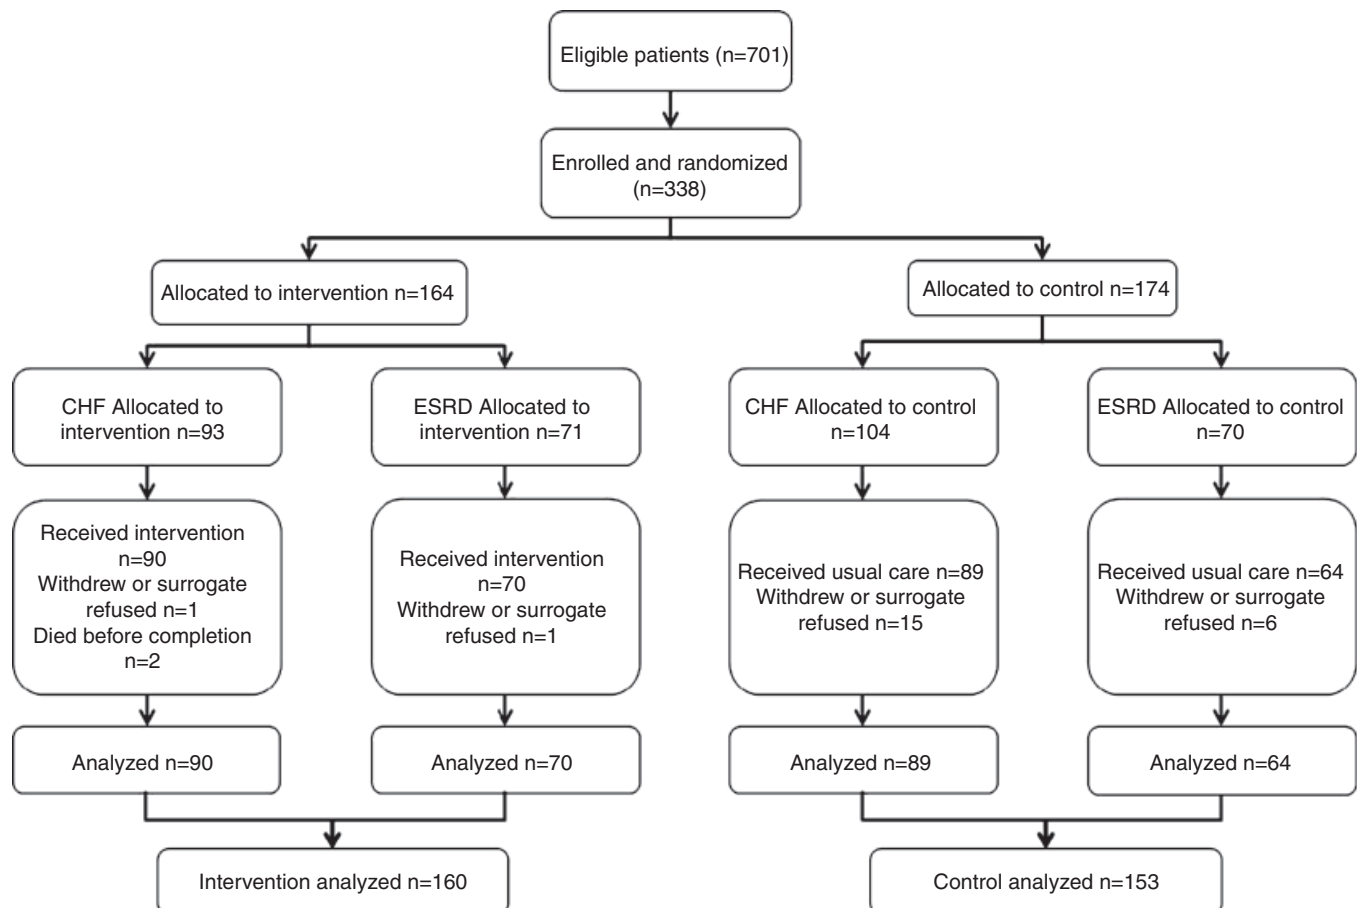 Eligible patients (n=701)
Enrolled and randomized
(n=338)
Allocated to intervention n=164
Allocated to control n=174
CHF Allocated to
intervention n=93
ESRD Allocated to
intervention n=71
CHF Allocated to control
n=104
ESRD Allocated to control
n=70
Received intervention
n=90
Withdrew or surrogate
refused n=1
Died before completion
n=2
Received intervention
n=70
Withdrew or surrogate
refused n=1
Received usual care n=89
Withdrew or surrogate
refused n=15
Received usual care n=64
Withdrew or surrogate
refused n=6
Analyzed n=90
Analyzed n=70
Analyzed n=89
Analyzed n=64
Intervention analyzed n=160
Control analyzed n=153